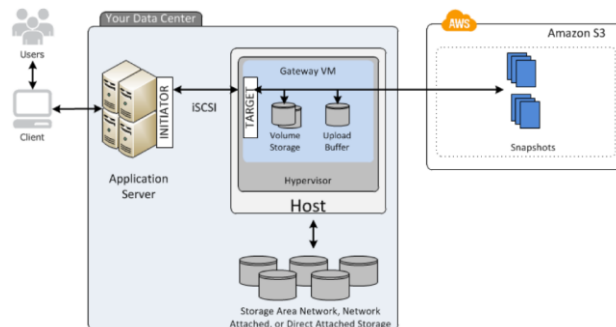 Your Data Center
AWS
Amazon S3
Users
Client
INITIATOR
iSCSI
TARGET
Gateway VM
Volume
Storage
Upload
Buffer
Hypervisor
Host
Application
Server
Snapshots
Storage Area Network, Network
Attached, or Direct Attached Storage